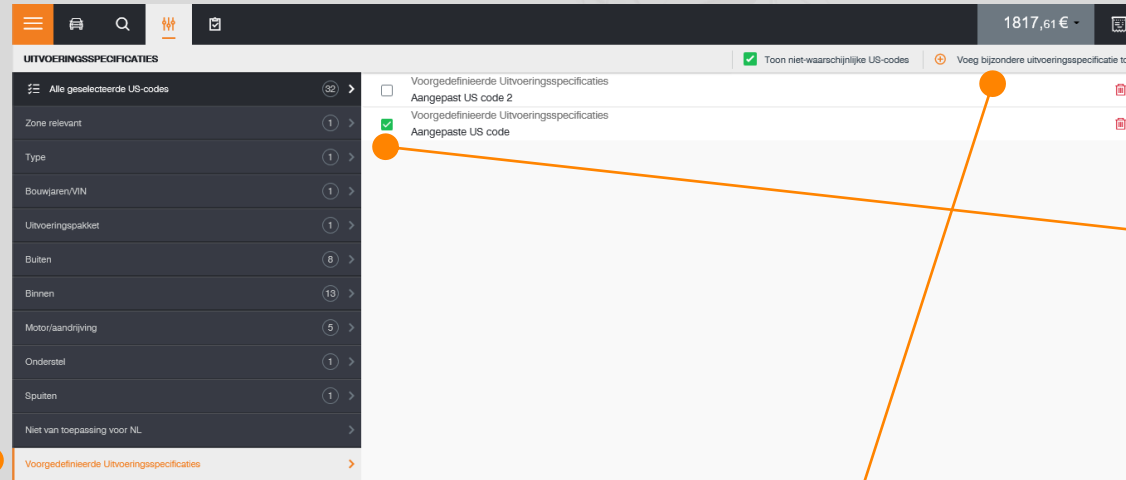 1817,61 €
UITVOERINGSSPECIFICATIES
Toon niet-waarschijnlijke US-codes
Voeg bijzondere uitvoeringsspecificatie to
Alle geselecteerde US-codes 32
Zone relevant 1
Type 1
Bouwjaren/VIN 1
Uitvoeringspakket 1
Buiten 8
Binnen 13
Motor/aandrijving 5
Onderstel 1
Spuiten 1
Niet van toepassing voor NL
Voorgedefinieerde Uitvoeringsspecificaties
Voorgedefinieerde Uitvoeringsspecificaties
Aangepast US code 2
Voorgedefinieerde Uitvoeringsspecificaties
Aangepaste US code